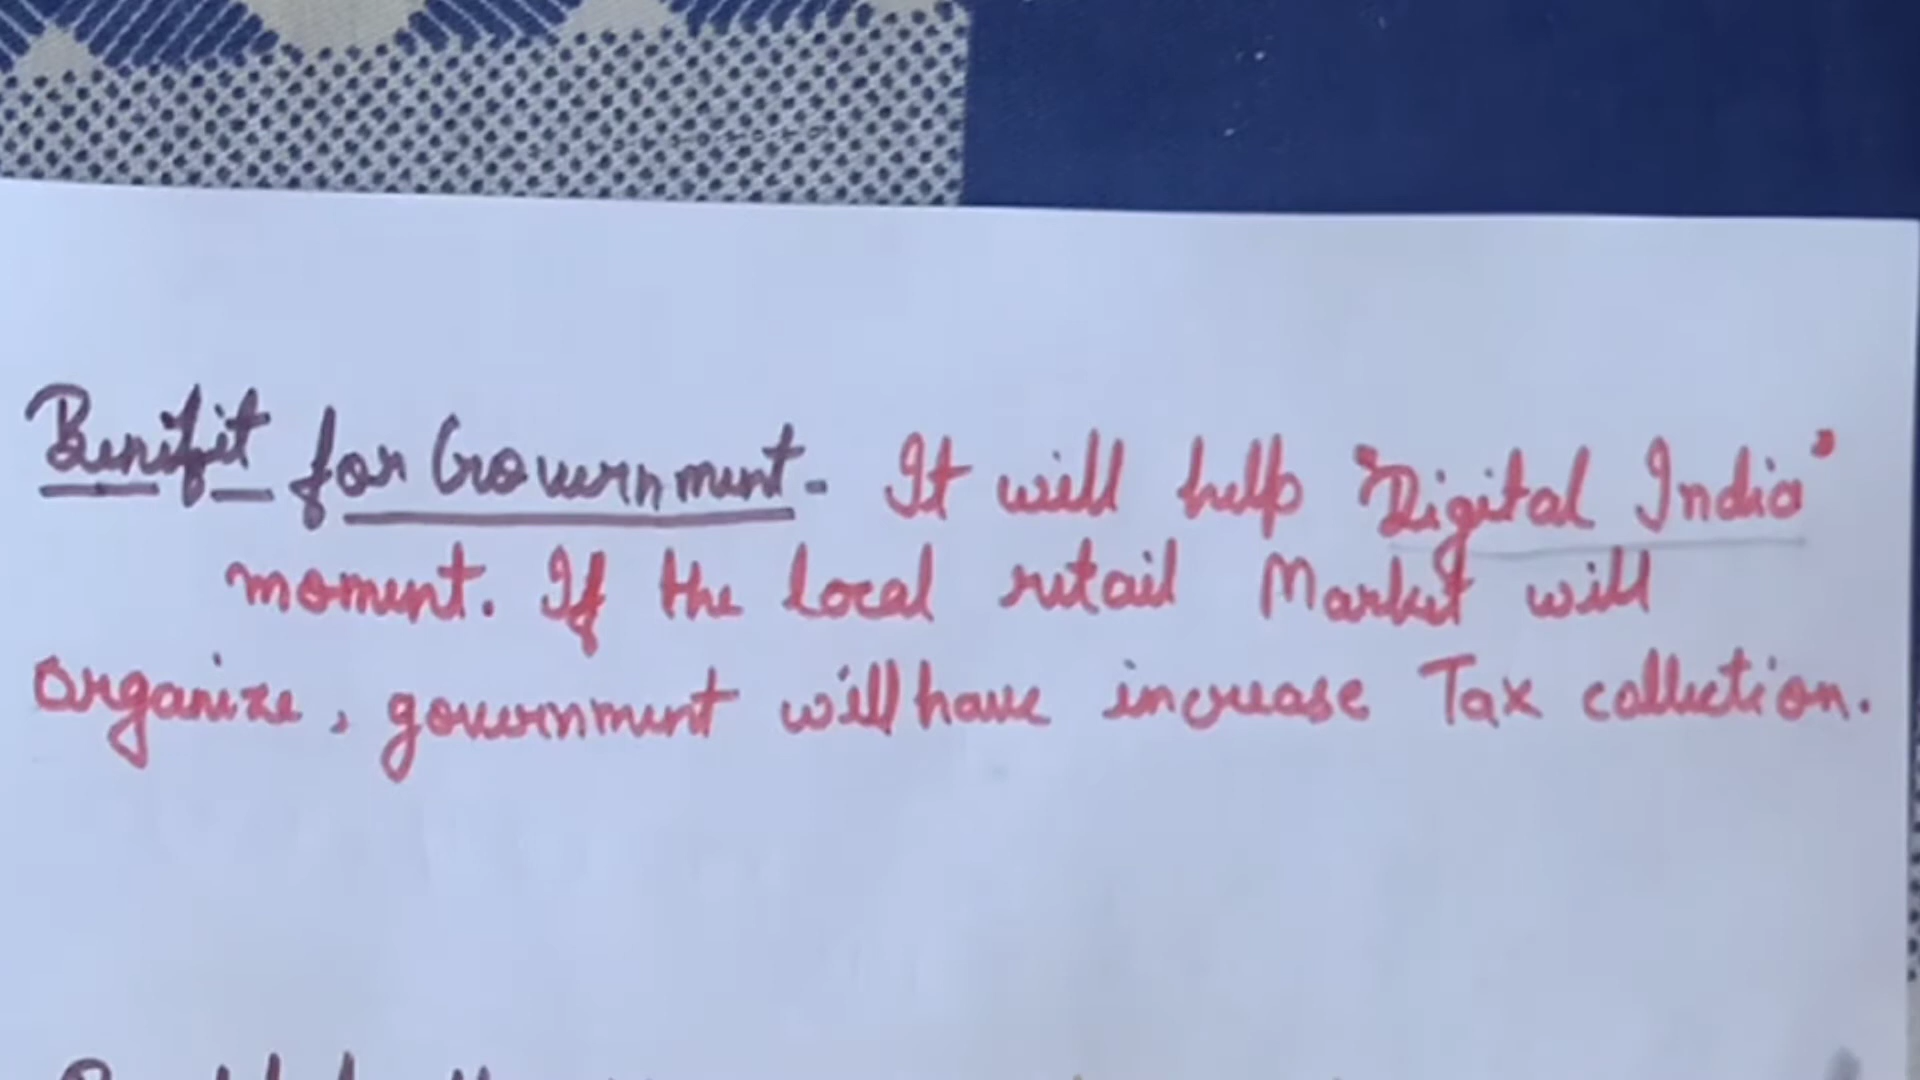 Benifit for Government- It will help "Digital India"
moment. If the local retail Market will
organize, government will have increase Tax collection.